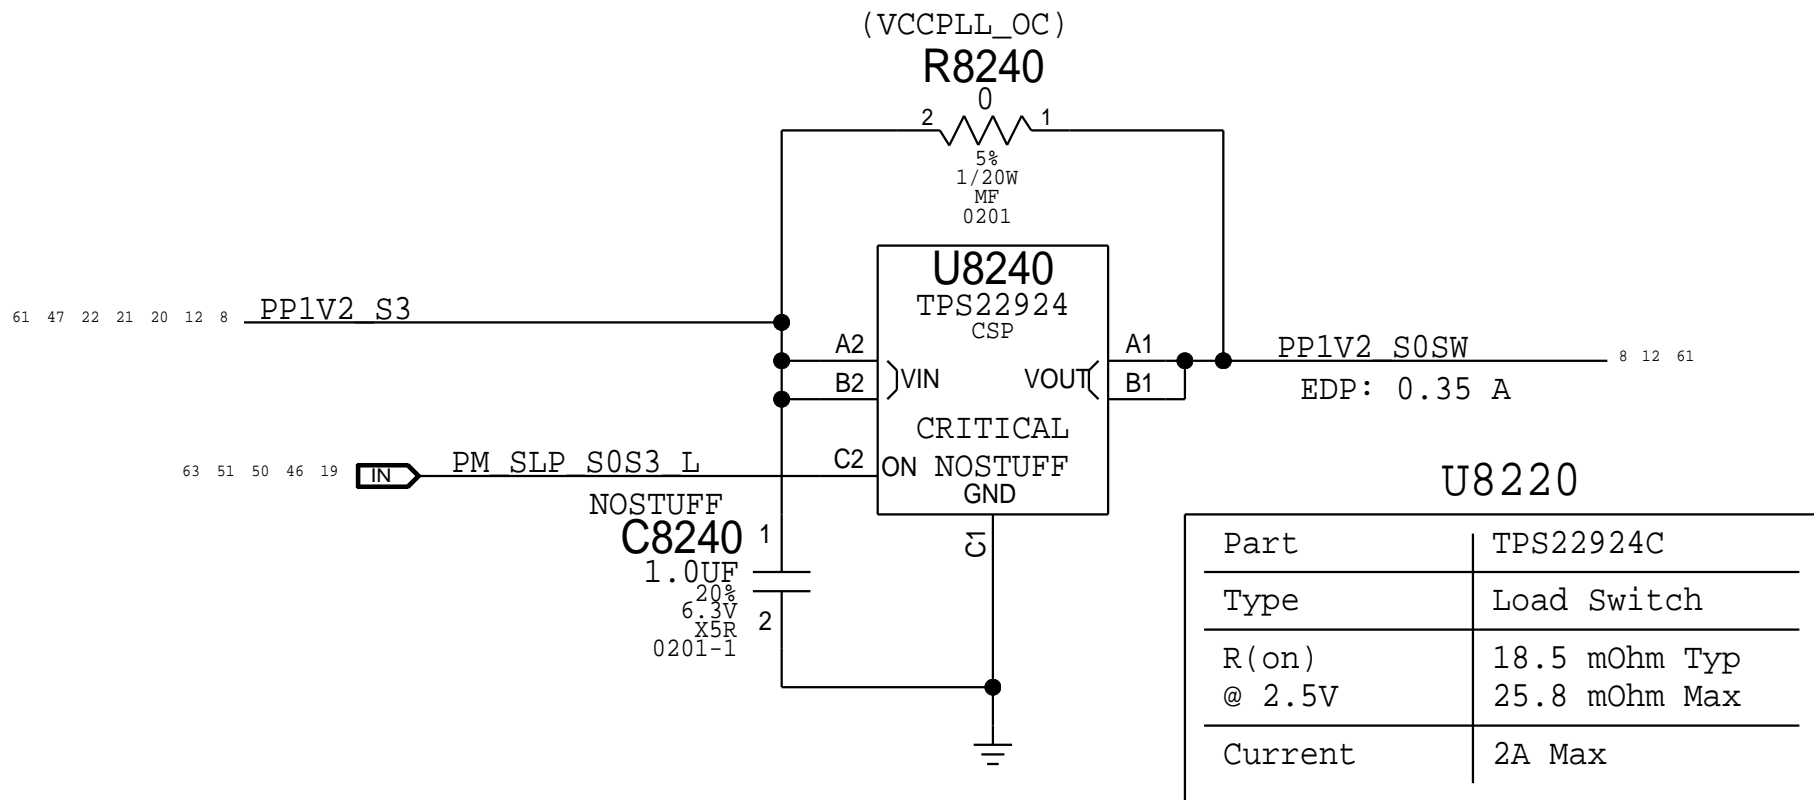 (VCCPLL_OC)
R8240
0
2 1
5%
1/20W
MF
0201
U8240
TPS22924
CSP
61 47 22 21 20 12 8 PP1V2_S3
A2 A1
VIN VOUT
B2 B1
PP1V2_S0SW 8 12 61
EDP: 0.35 A
CRITICAL
63 51 50 46 19 IN PM_SLP_S0S3_L C2 ON NOSTUFF
GND
C1
NOSTUFF
C8240 1
1.0UF
20%
6.3V
X5R
0201-1
2
U8220
Part TPS22924C
Type Load Switch
R(on) 18.5 mOhm Typ
@ 2.5V 25.8 mOhm Max
Current 2A Max